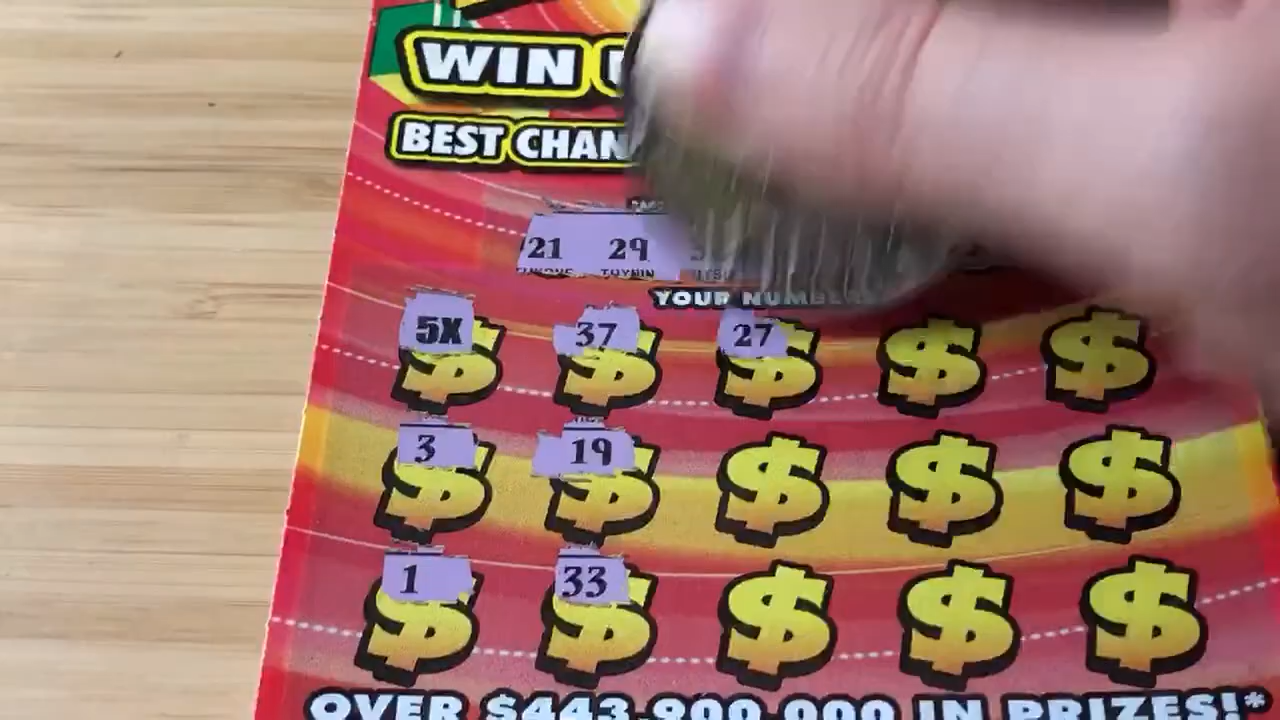 WIN
BEST CHAN
21 29
YOUR NUMBER
5X 37 27
3 19
1 33
OVER $443,900,000 IN PRIZES!*